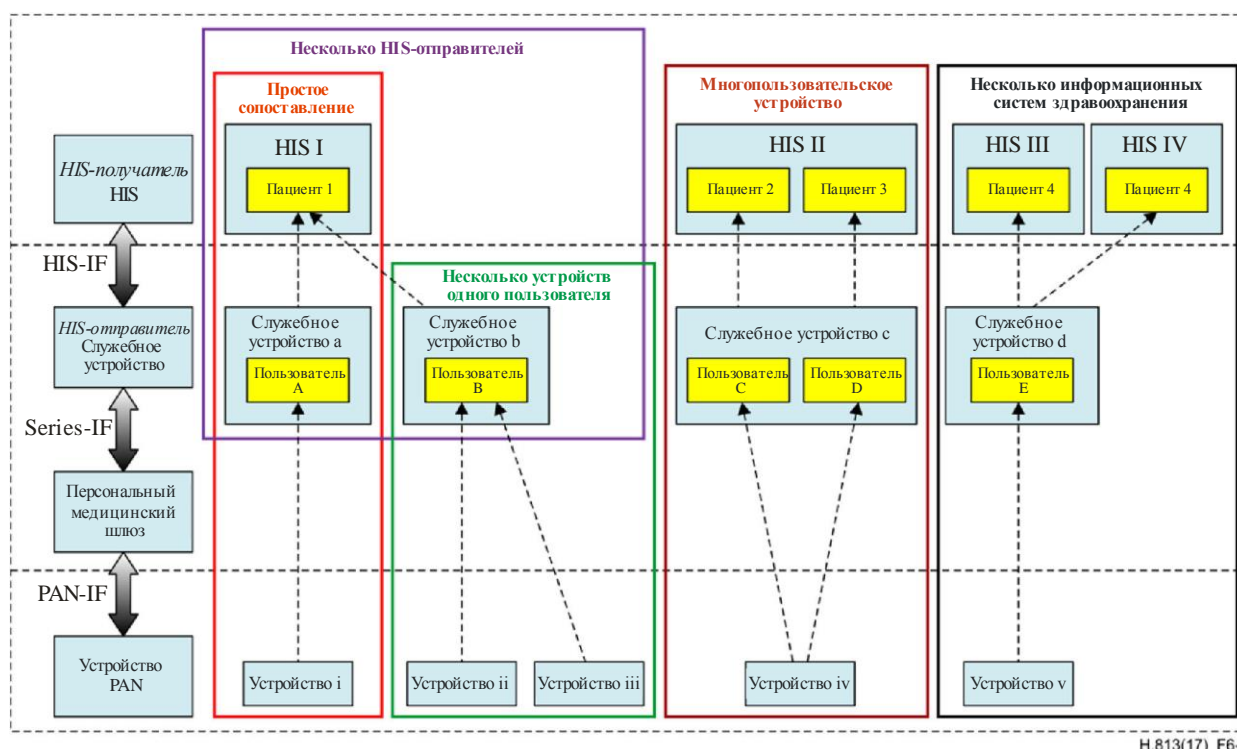 Несколько HIS-отправителей
Простое
сопоставление
Многопользовательское
устройство
Несколько информационных
систем здравоохранения
HIS-получатель
HIS
HIS I
Пациент 1
HIS II
Пациент 2
Пациент 3
HIS III
Пациент 4
HIS IV
Пациент 4
HIS-IF
Несколько устройств
одного пользователя
HIS-отправитель
Служебное
устройство
Служебное
устройство a
Пользователь
A
Служебное
устройство b
Пользователь
B
Служебное устройство c
Пользователь
C
Пользователь
D
Служебное
устройство d
Пользователь
E
Series-IF
Персональный
медицинский
шлюз
PAN-IF
Устройство
PAN
Устройство i
Устройство ii
Устройство iii
Устройство iv
Устройство v
H.813(17)_F6-